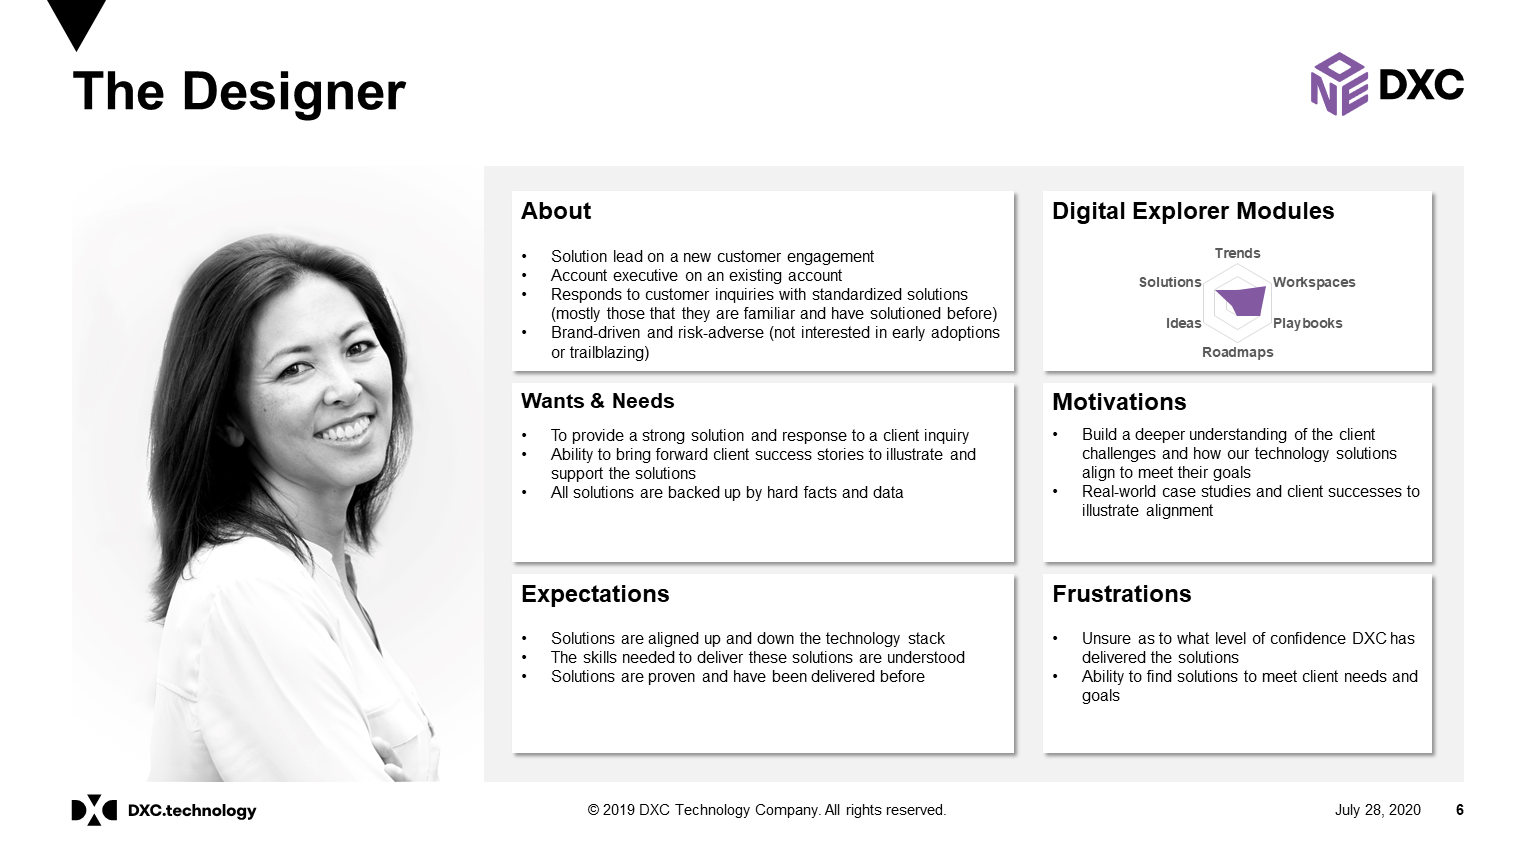 The Designer
ONE DXC
About
• Solution lead on a new customer engagement
• Account executive on an existing account
• Responds to customer inquiries with standardized solutions
(mostly those that they are familiar and have solutioned before)
• Brand-driven and risk-adverse (not interested in early adoptions
or trailblazing)
Digital Explorer Modules
Trends
Solutions
Workspaces
Ideas
Playbooks
Roadmaps
Wants & Needs
• To provide a strong solution and response to a client inquiry
• Ability to bring forward client success stories to illustrate and
support the solutions
• All solutions are backed up by hard facts and data
Motivations
• Build a deeper understanding of the client
challenges and how our technology solutions
align to meet their goals
• Real-world case studies and client successes to
illustrate alignment
Expectations
• Solutions are aligned up and down the technology stack
• The skills needed to deliver these solutions are understood
• Solutions are proven and have been delivered before
Frustrations
• Unsure as to what level of confidence DXC has
delivered the solutions
• Ability to find solutions to meet client needs and
goals
DXC.technology
© 2019 DXC Technology Company. All rights reserved.
July 28, 2020
6